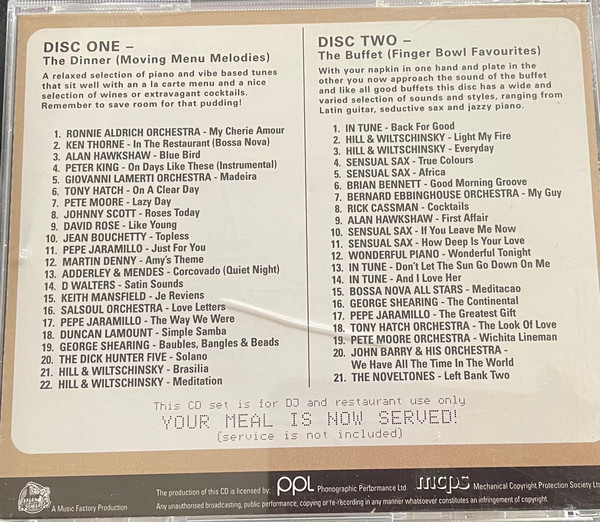 DISC ONE –
The Dinner (Moving Menu Melodies)
A relaxed selection of piano and vibe based tunes
that sit well with an a la carte menu and a nice
selection of wines or extravagant cocktails.
Remember to save room for that pudding!
1. RONNIE ALDRICH ORCHESTRA - My Cherie Amour
2. KEN THORNE - In The Restaurant (Bossa Nova)
3. ALAN HAWKSHAW - Blue Bird
4. PETER KING - On Days Like These (Instrumental)
5. GIOVANNI LAMERTI ORCHESTRA - Madeira
6. TONY HATCH - On A Clear Day
7. PETE MOORE - Lazy Day
8. JOHNNY SCOTT - Roses Today
9. DAVID ROSE - Like Young
10. JEAN BOUCHETTY - Topless
11. PEPE JARAMILLO - Just For You
12. MARTIN DENNY - Amy's Theme
13. ADDERLEY & MENDES - Corcovado (Quiet Night)
14. D WALTERS - Satin Sounds
15. KEITH MANSFIELD - Je Reviens
16. SALSOUL ORCHESTRA - Love Letters
17. PEPE JARAMILLO - The Way We Were
18. DUNCAN LAMOUNT - Simple Samba
19. GEORGE SHEARING - Baubles, Bangles & Beads
20. THE DICK HUNTER FIVE - Solano
21. HILL & WILTSCHINSKY - Brasilia
22. HILL & WILTSCHINSKY - Meditation
DISC TWO –
The Buffet (Finger Bowl Favourites)
With your napkin in one hand and plate in the
other you now approach the sound of the buffet
and like all good buffets this disc has a wide and
varied selection of sounds and styles, ranging from
Latin guitar, seductive sax and jazzy piano.
1. IN TUNE - Back For Good
2. HILL & WILTSCHINSKY - Light My Fire
3. HILL & WILTSCHINSKY - Everyday
4. SENSUAL SAX - True Colours
5. SENSUAL SAX - Africa
6. BRIAN BENNETT - Good Morning Groove
7. BERNARD EBBINGHOUSE ORCHESTRA - My Guy
8. RICK CASSMAN - Cocktails
9. ALAN HAWKSHAW - First Affair
10. SENSUAL SAX - If You Leave Me Now
11. SENSUAL SAX - How Deep Is Your Love
12. WONDERFUL PIANO - Wonderful Tonight
13. IN TUNE - Don't Let The Sun Go Down On Me
14. IN TUNE - And I Love Her
15. BOSSA NOVA ALL STARS - Meditacao
16. GEORGE SHEARING - The Continental
17. PEPE JARAMILLO - The Greatest Gift
18. TONY HATCH ORCHESTRA - The Look Of Love
19. PETE MOORE ORCHESTRA - Wichita Lineman
20. JOHN BARRY & HIS ORCHESTRA -
We Have All The Time In The World
21. THE NOVELTONES - Left Bank Two
This CD set is for DJ and restaurant use only
YOUR MEAL IS NOW SERVED!
(service is not included)
A Music Factory Production
The production of this CD is licensed by: ppl Phonographic Performance Ltd mcps Mechanical Copyright Protection Society Ltd
Any unauthorised broadcasting, public performance, copying or re-recording in any manner whatsoever constitutes an infringement of copyright.